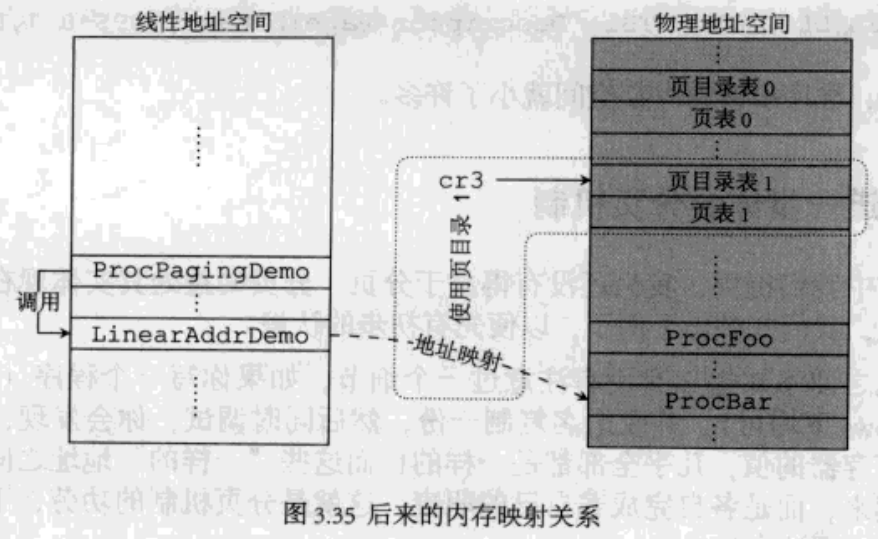 线性地址空间
物理地址空间
页目录表0
页表0
cr3
页目录表1
页表1
使用页目录 1
ProcPagingDemo
调用
LinearAddrDemo
地址映射
ProcFoo
ProcBar
图 3.35 后来的内存映射关系